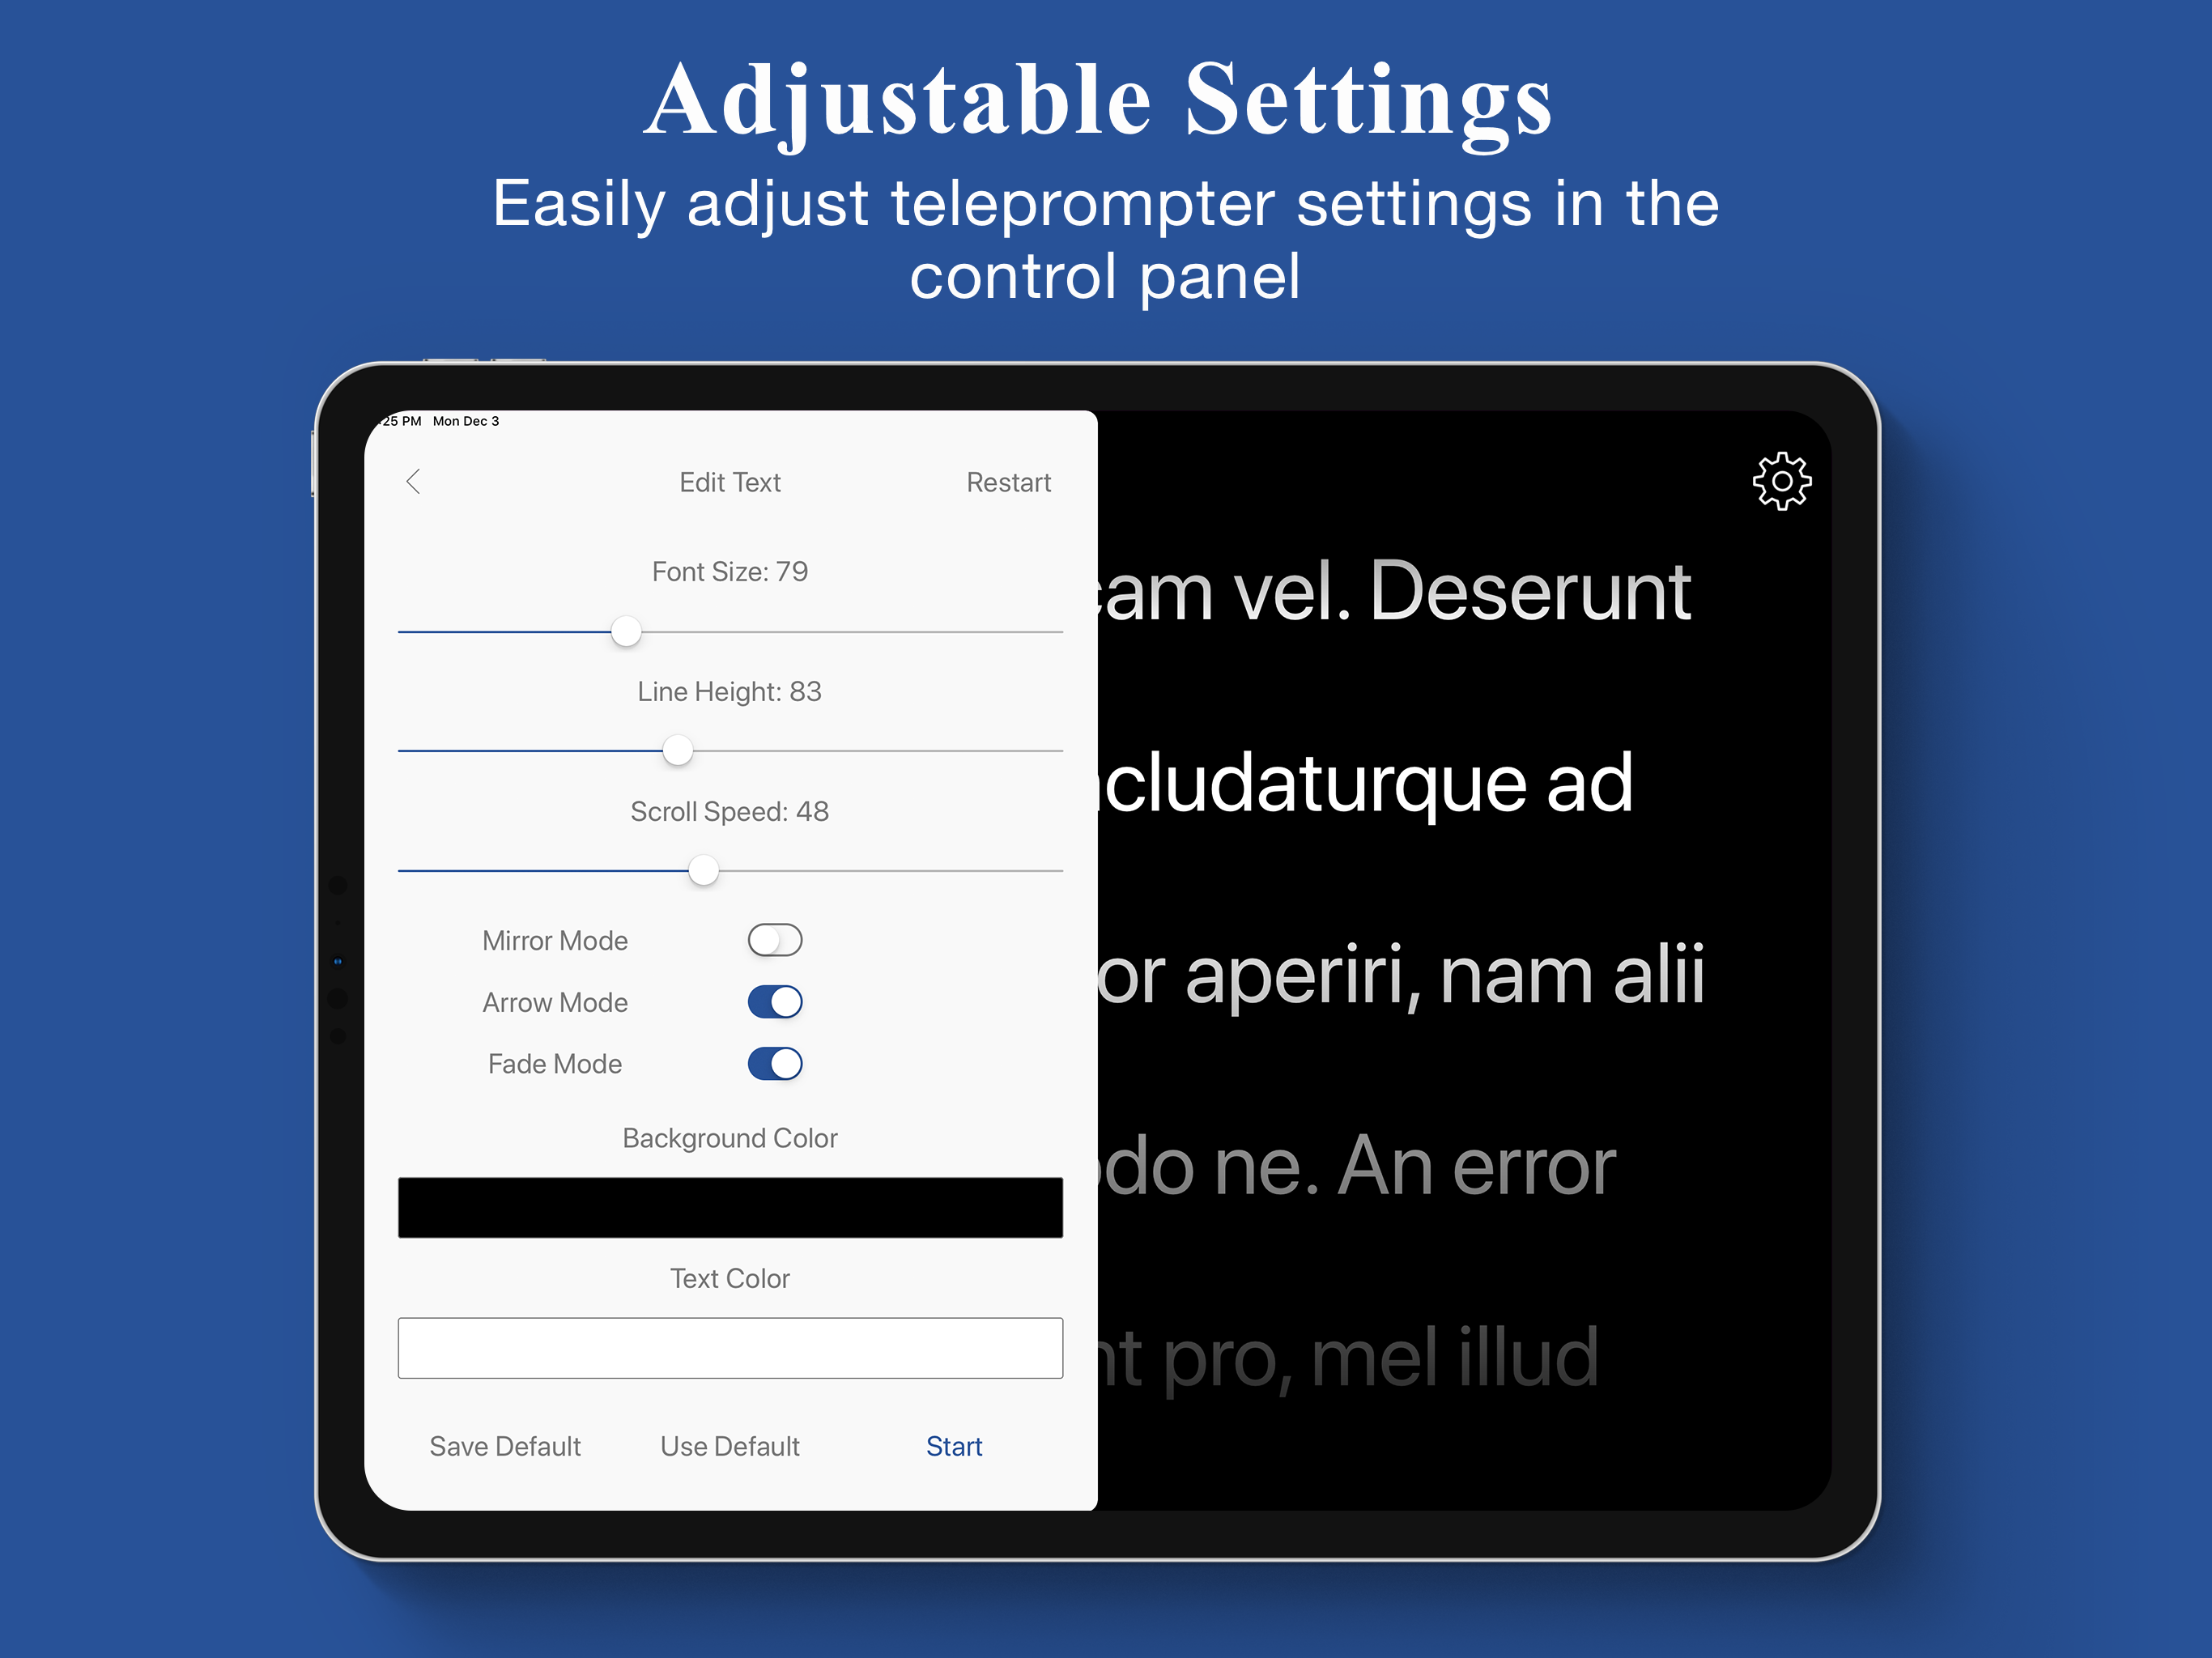 Adjustable Settings
Easily adjust teleprompter settings in the
control panel
25 PM Mon Dec 3
Edit Text Restart
Font Size: 79
Line Height: 83
Scroll Speed: 48
Mirror Mode
Arrow Mode
Fade Mode
Background Color
Text Color
Save Default Use Default Start
cam vel. Deserunt
cludaturque ad
or aperiri, nam alii
odo ne. An error
nt pro, mel illud